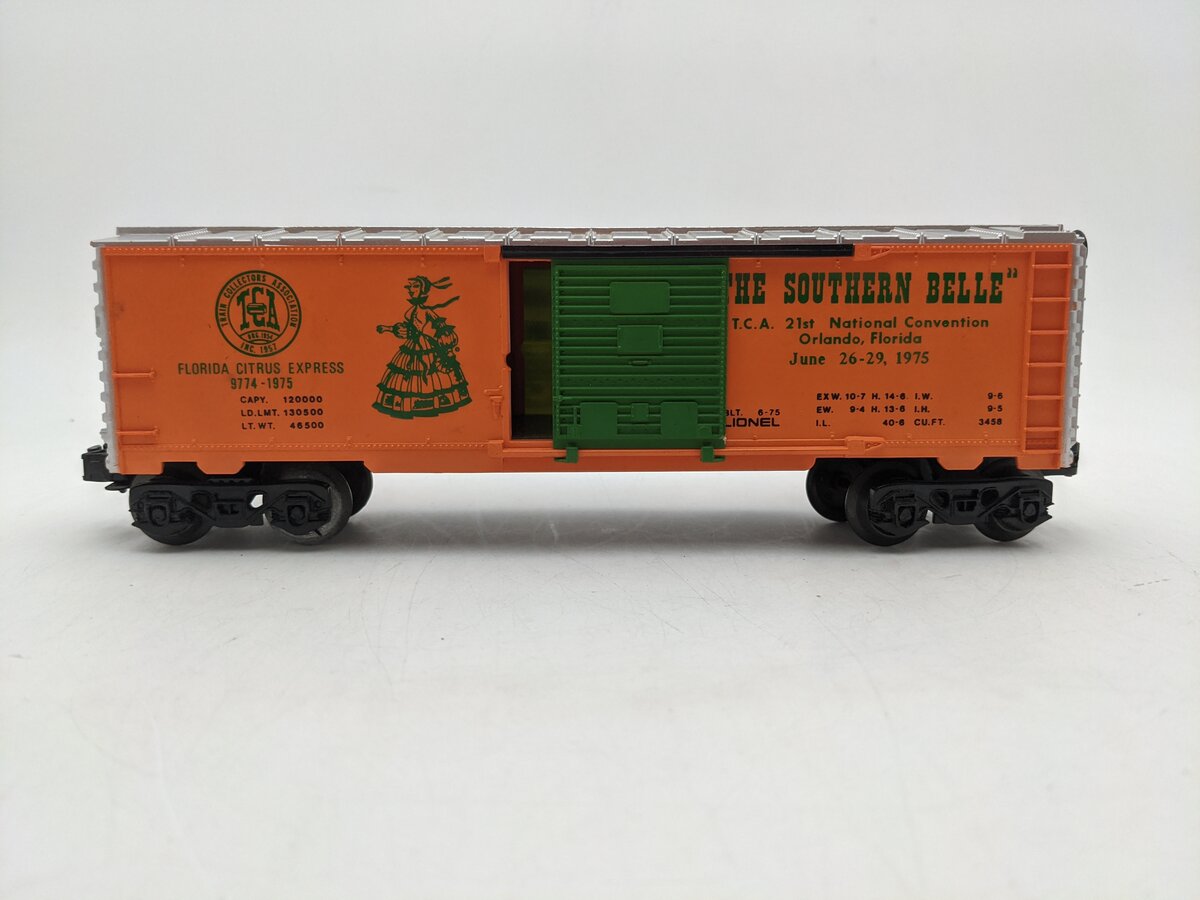 TRAIN COLLECTORS ASSOCIATION
TCA
ORG. 1954
INC. 1957
FLORIDA CITRUS EXPRESS
9774-1975
CAPY. 120000
LD.LMT. 130500
LT. WT. 46500
HE SOUTHERN BELLE"
T.C.A. 21st National Convention
Orlando, Florida
June 26-29, 1975
EXW. 10-7 H. 14-6 I.W. 9-6
EW. 9-4 H. 13-6 I.H. 9-5
I.L. 40-6 CU.FT. 3458
BLT. 6-75
LIONEL